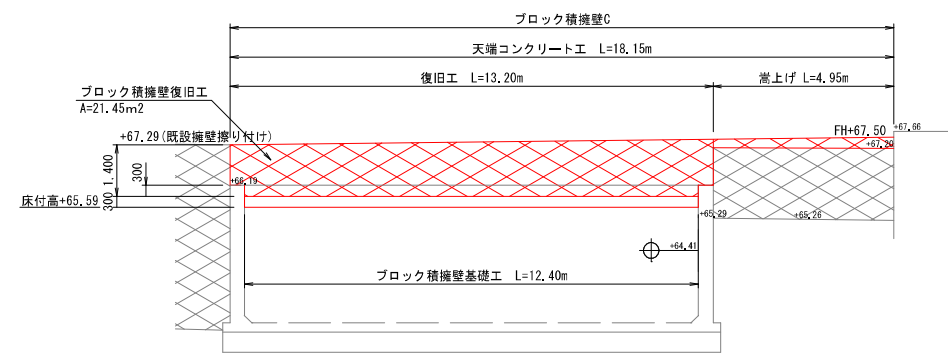 ブロック積擁壁C
天端コンクリート工 L=18.15m
復旧工 L=13.20m
嵩上げ L=4.95m
ブロック積擁壁復旧工
A=21.45m2
+67.29(既設擁壁擦り付け)
FH+67.50
+67.66
+67.20
1.400
300
300
+66.19
床付高+65.59
+65.29
+65.26
+64.41
ブロック積擁壁基礎工 L=12.40m